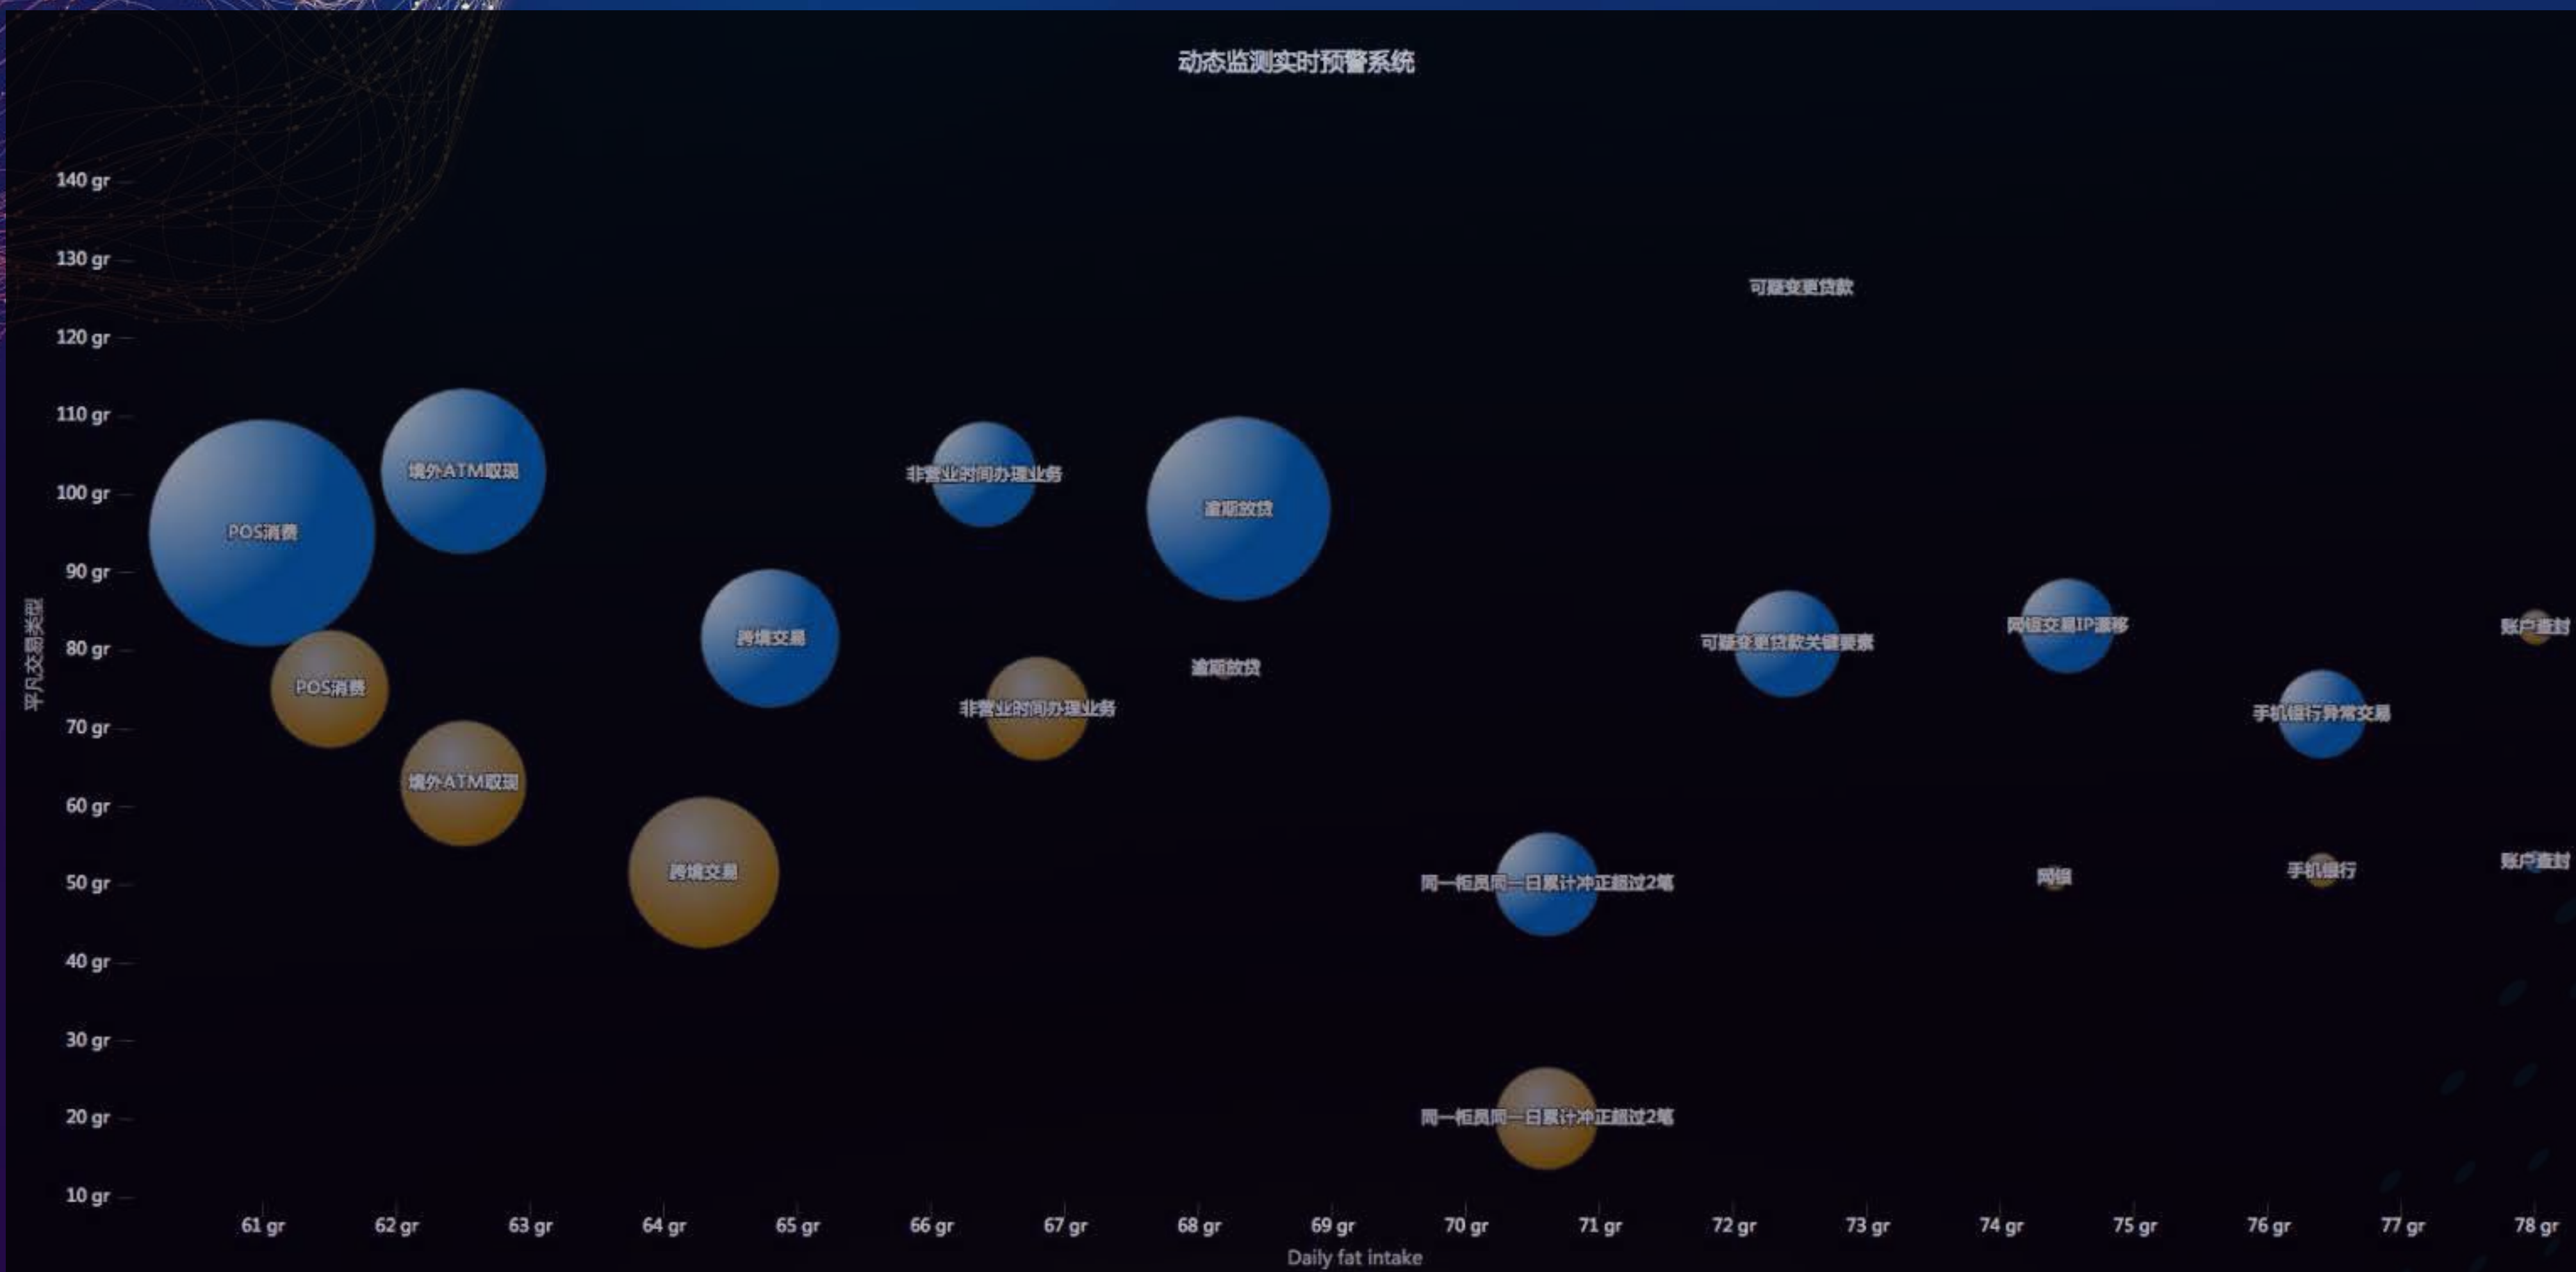 动态监测实时预警系统
140 gr
130 gr
120 gr
110 gr
100 gr
90 gr
80 gr
70 gr
60 gr
50 gr
40 gr
30 gr
20 gr
10 gr
平凡交易类型
可疑变更贷款
境外ATM取现
非营业时间办理业务
逾期放贷
POS消费
网银交易IP漂移
账户查封
跨境交易
可疑变更贷款关键要素
逾期放贷
POS消费
非营业时间办理业务
手机银行异常交易
境外ATM取现
账户查封
跨境交易
手机银行
网银
同一柜员同一日累计冲正超过2笔
同一柜员同一日累计冲正超过2笔
61 gr 62 gr 63 gr 64 gr 65 gr 66 gr 67 gr 68 gr 69 gr 70 gr 71 gr 72 gr 73 gr 74 gr 75 gr 76 gr 77 gr 78 gr
Daily fat intake